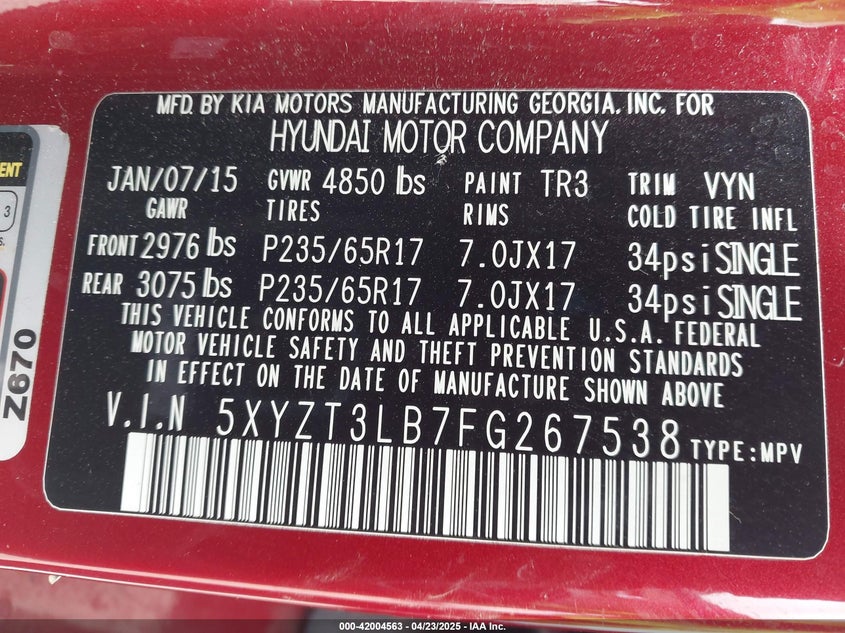 MFD. BY KIA MOTORS MANUFACTURING GEORGIA, INC. FOR
HYUNDAI MOTOR COMPANY
JAN/07/15 GVWR 4850 lbs PAINT TR3 TRIM VYN
GAWR TIRES RIMS COLD TIRE INFL
FRONT 2976 lbs P235/65R17 7.0JX17 34psi SINGLE
REAR 3075 lbs P235/65R17 7.0JX17 34psi SINGLE
THIS VEHICLE CONFORMS TO ALL APPLICABLE U.S.A. FEDERAL
MOTOR VEHICLE SAFETY AND THEFT PREVENTION STANDARDS
IN EFFECT ON THE DATE OF MANUFACTURE SHOWN ABOVE
V.I.N 5XYZT3LB7FG267538 TYPE:MPV
3
Z670
000-42004563 - 04/23/2025 - IAA Inc.